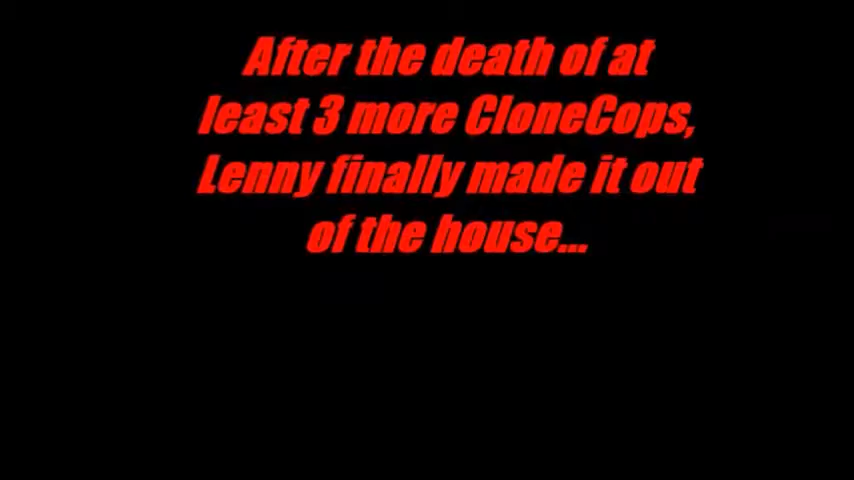 After the death of at
least 3 more CloneCops,
Lenny finally made it out
of the house...